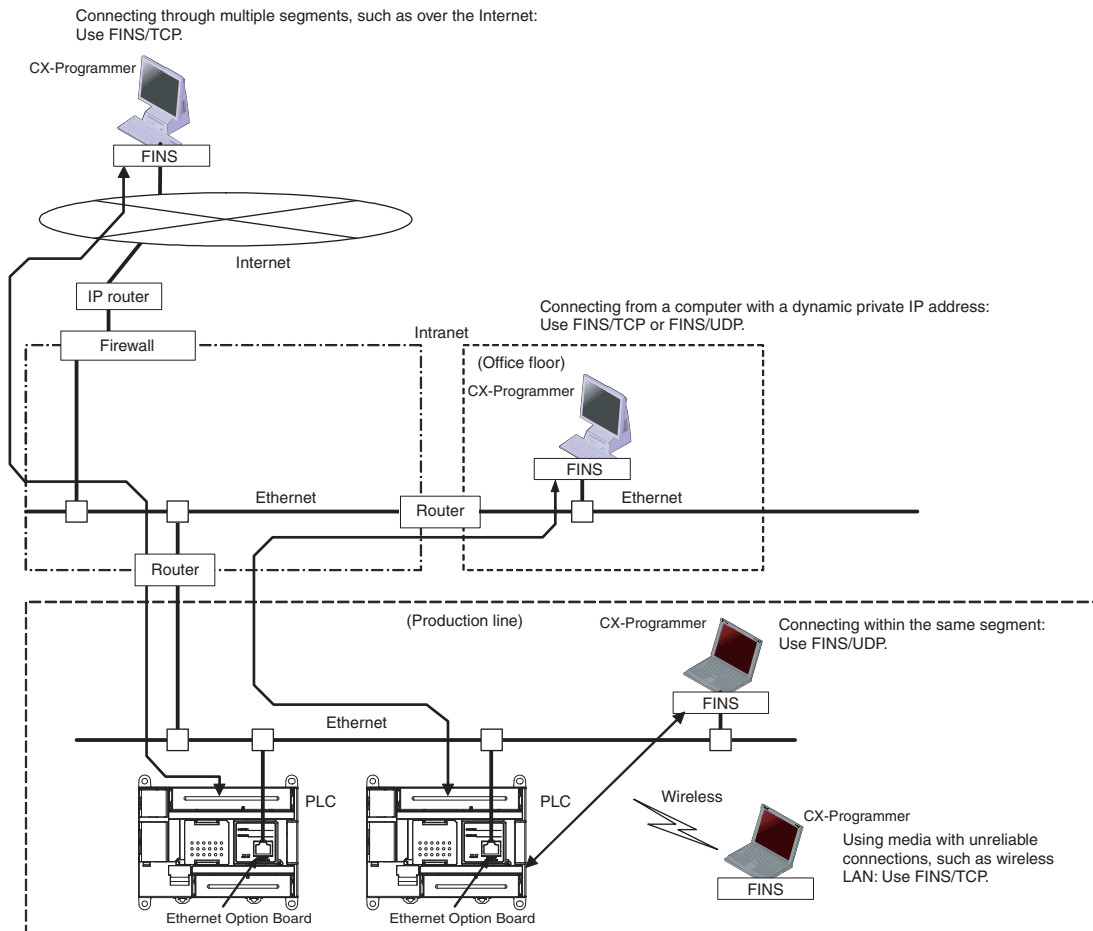 Connecting through multiple segments, such as over the Internet:
Use FINS/TCP.
CX-Programmer
FINS
Internet
IP router
Firewall
Intranet
Connecting from a computer with a dynamic private IP address:
Use FINS/TCP or FINS/UDP.
(Office floor)
CX-Programmer
FINS
Ethernet
Router
Ethernet
Router
(Production line)
CX-Programmer
Connecting within the same segment:
Use FINS/UDP.
FINS
Ethernet
PLC
PLC
Wireless
CX-Programmer
Using media with unreliable
connections, such as wireless
LAN: Use FINS/TCP.
FINS
Ethernet Option Board
Ethernet Option Board